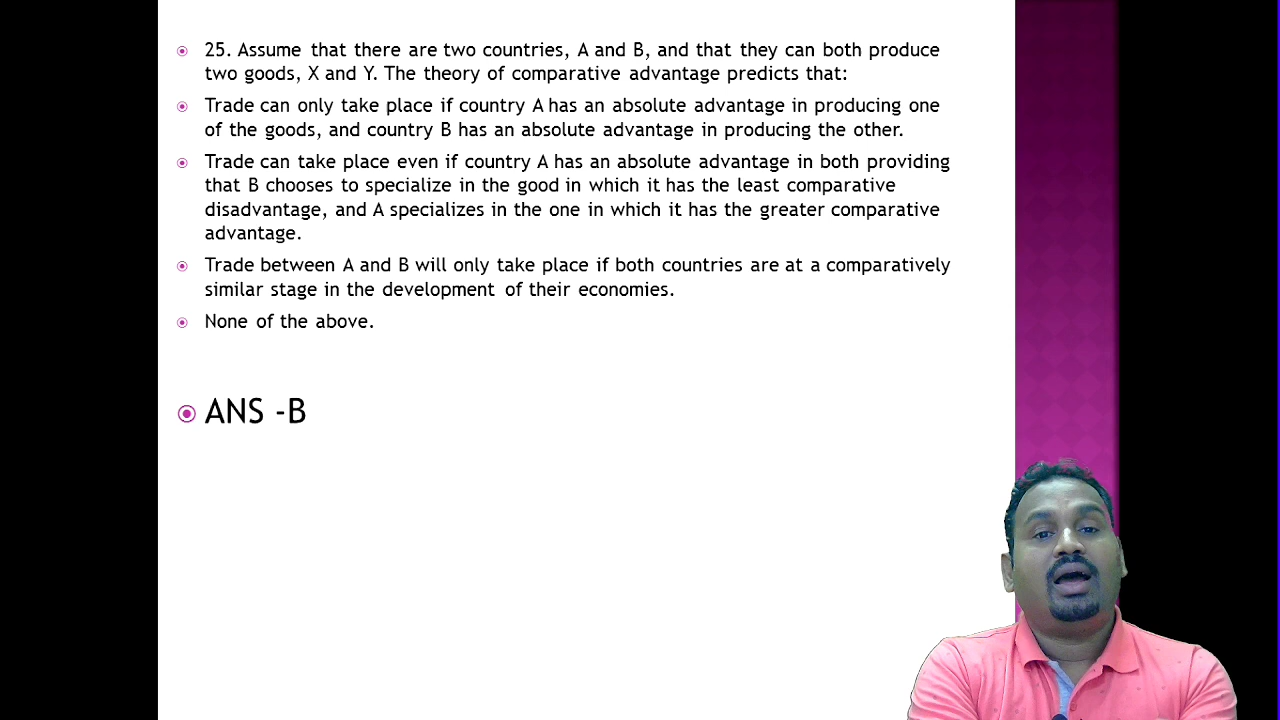 25. Assume that there are two countries, A and B, and that they can both produce
two goods, X and Y. The theory of comparative advantage predicts that:
Trade can only take place if country A has an absolute advantage in producing one
of the goods, and country B has an absolute advantage in producing the other.
Trade can take place even if country A has an absolute advantage in both providing
that B chooses to specialize in the good in which it has the least comparative
disadvantage, and A specializes in the one in which it has the greater comparative
advantage.
Trade between A and B will only take place if both countries are at a comparatively
similar stage in the development of their economies.
None of the above.
ANS -B